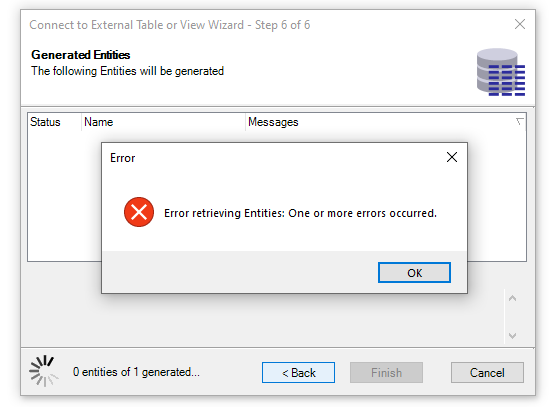 Connect to External Table or View Wizard - Step 6 of 6
Generated Entities
The following Entities will be generated
Status Name Messages
Error
Error retrieving Entities: One or more errors occurred.
OK
0 entities of 1 generated...
< Back
Finish
Cancel